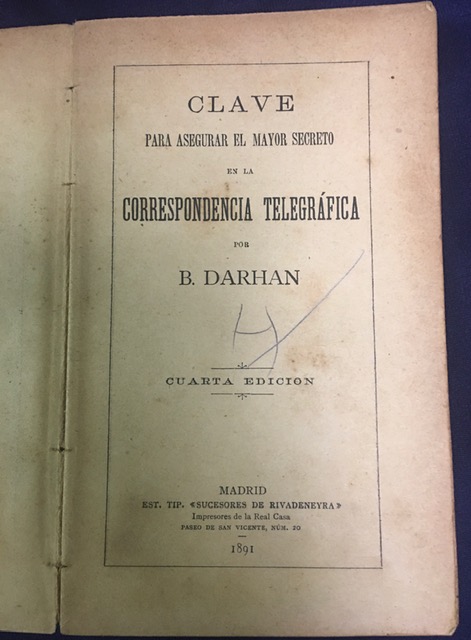 CLAVE
PARA ASEGURAR EL MAYOR SECRETO
EN LA
CORRESPONDENCIA TELEGRÁFICA
POR
B. DARHAN
CUARTA EDICION
MADRID
EST. TIP. «SUCESORES DE RIVADENEYRA»
Impresores de la Real Casa
PASEO DE SAN VICENTE, NÚM. 20
1891